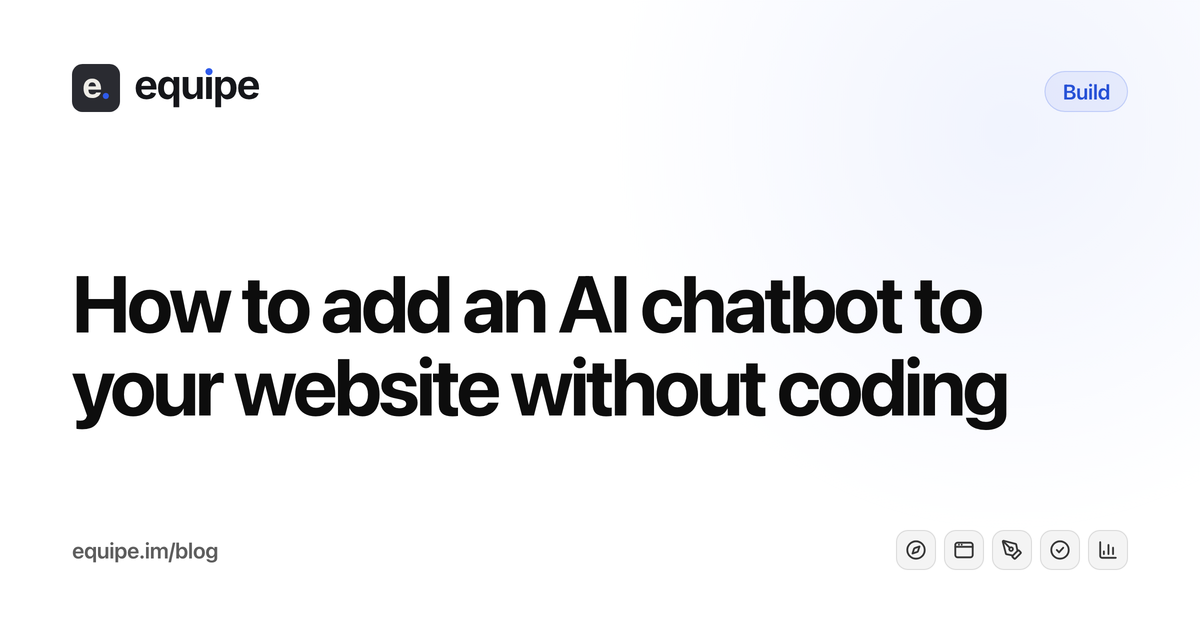 e. equipe
Build
How to add an AI chatbot to
your website without coding
equipe.im/blog